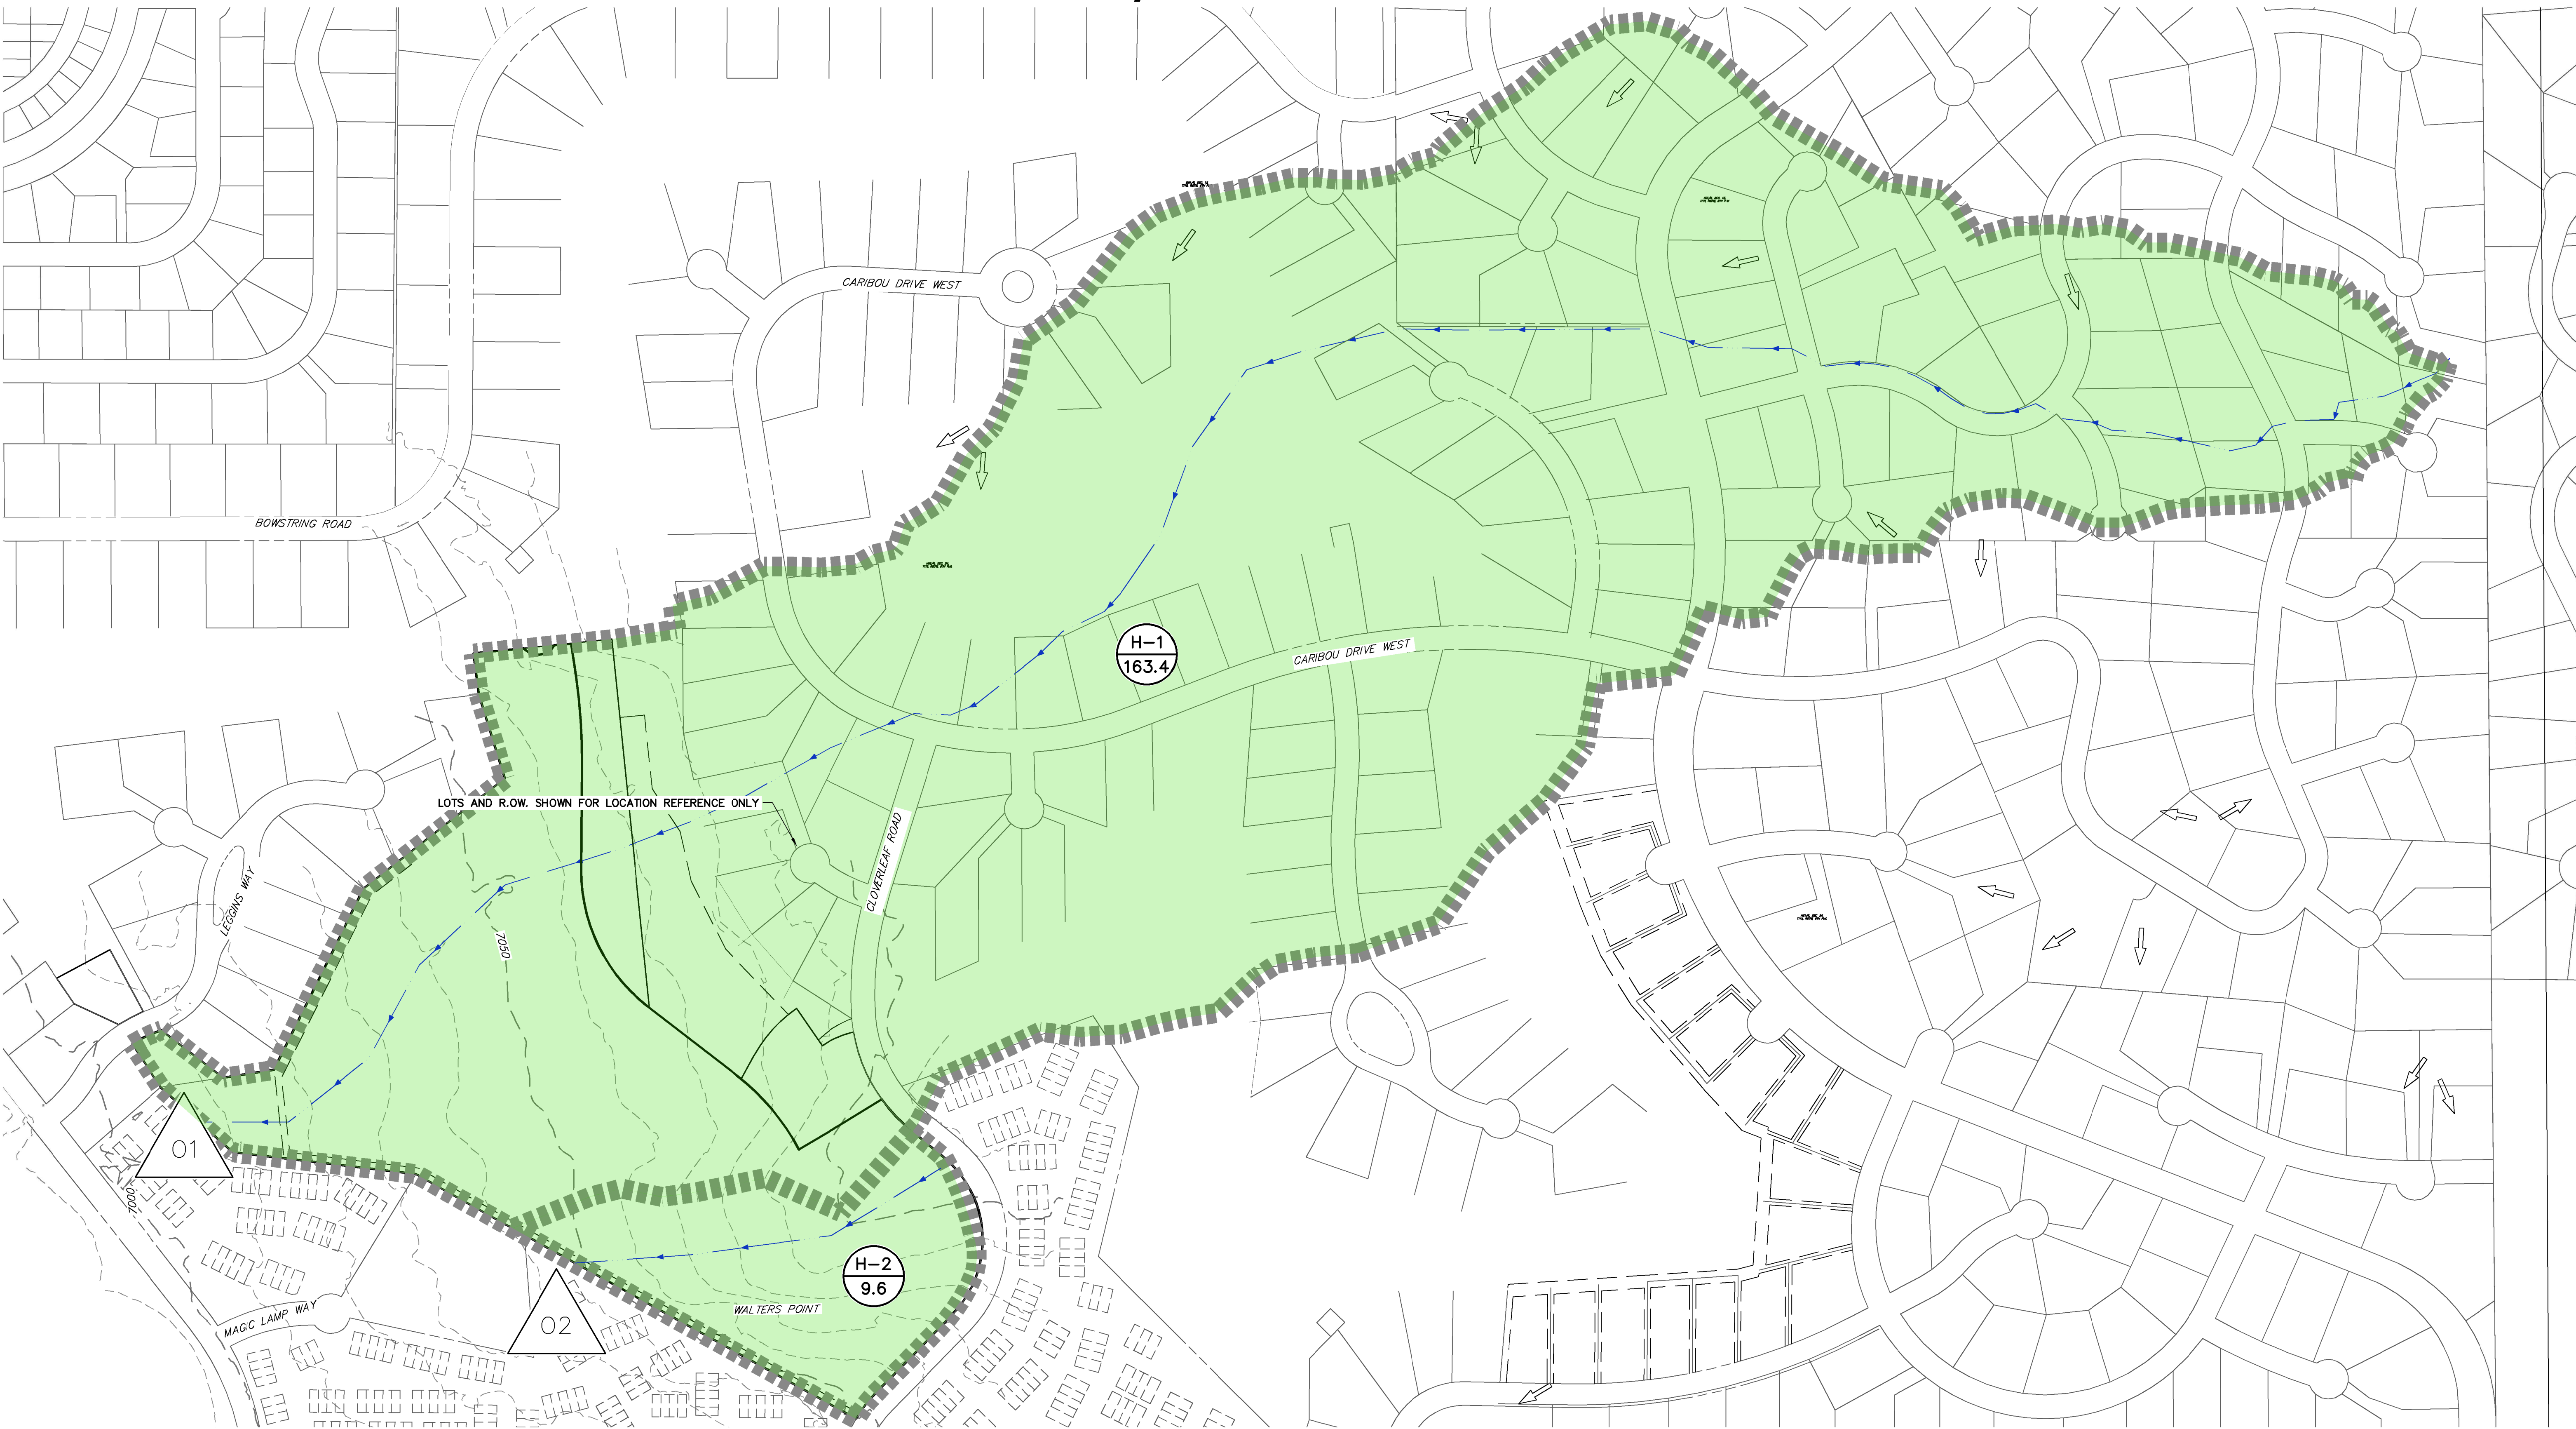 CARIBOU DRIVE WEST
BOWSTRING ROAD
H-1
163.4
CARIBOU DRIVE WEST
LOTS AND R.OW. SHOWN FOR LOCATION REFERENCE ONLY
CLOVERLEAF ROAD
LEGGINS WAY
7050
01
7000
H-2
9.6
WALTERS POINT
MAGIC LAMP WAY
02